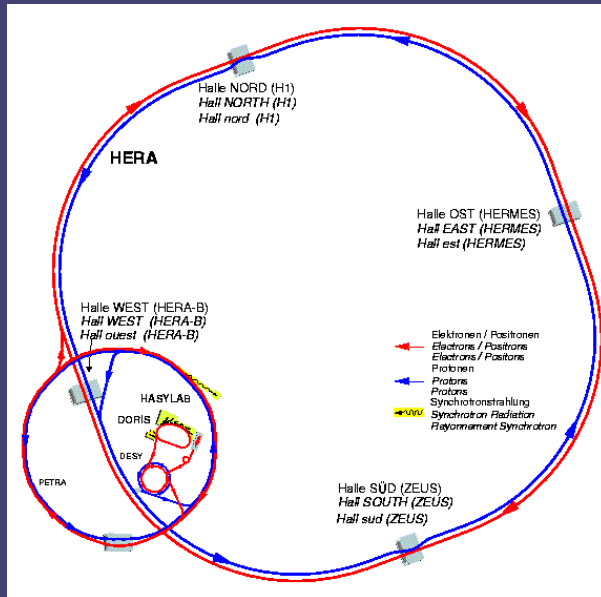 Halle NORD (H1)
Hall NORTH (H1)
Hall nord (H1)
HERA
Halle OST (HERMES)
Hall EAST (HERMES)
Hall est (HERMES)
Halle WEST (HERA-B)
Hall WEST (HERA-B)
Hall ouest (HERA-B)
Elektronen / Positronen
Electrons / Positrons
Electrons / Positons
Protonen
Protons
Protons
Synchrotronstrahlung
Synchrotron Radiation
Rayonnement Synchrotron
HASYLAB
DORIS
DESY
PETRA
Halle SÜD (ZEUS)
Hall SOUTH (ZEUS)
Hall sud (ZEUS)